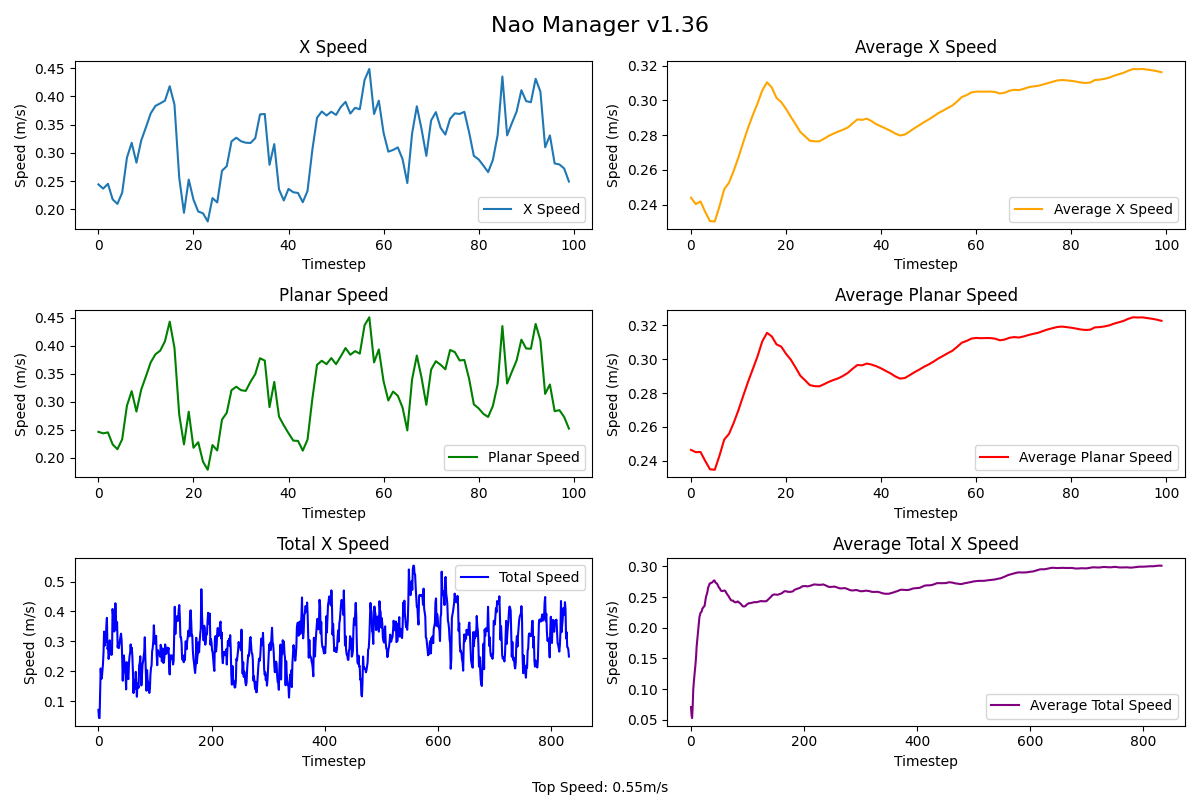 Nao Manager v1.36
X Speed
Speed (m/s)
0.45
0.40
0.35
0.30
0.25
0.20
X Speed
0 20 40 60 80 100
Timestep
Average X Speed
Speed (m/s)
0.32
0.30
0.28
0.26
0.24
Average X Speed
0 20 40 60 80 100
Timestep
Planar Speed
Speed (m/s)
0.45
0.40
0.35
0.30
0.25
0.20
Planar Speed
0 20 40 60 80 100
Timestep
Average Planar Speed
Speed (m/s)
0.32
0.30
0.28
0.26
0.24
Average Planar Speed
0 20 40 60 80 100
Timestep
Total X Speed
Speed (m/s)
0.5
0.4
0.3
0.2
0.1
Total Speed
0 200 400 600 800
Timestep
Average Total X Speed
Speed (m/s)
0.30
0.25
0.20
0.15
0.10
0.05
Average Total Speed
0 200 400 600 800
Timestep
Top Speed: 0.55m/s